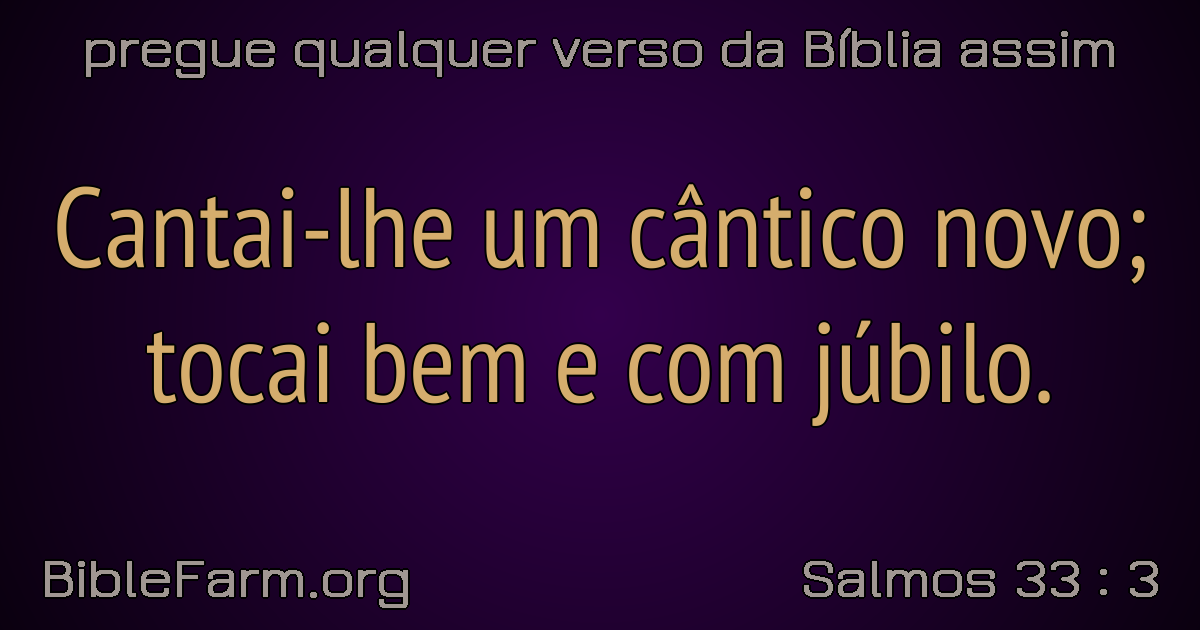 pregue qualquer verso da Bíblia assim
Cantai-lhe um cântico novo;
tocai bem e com júbilo.
BibleFarm.org
Salmos 33 : 3